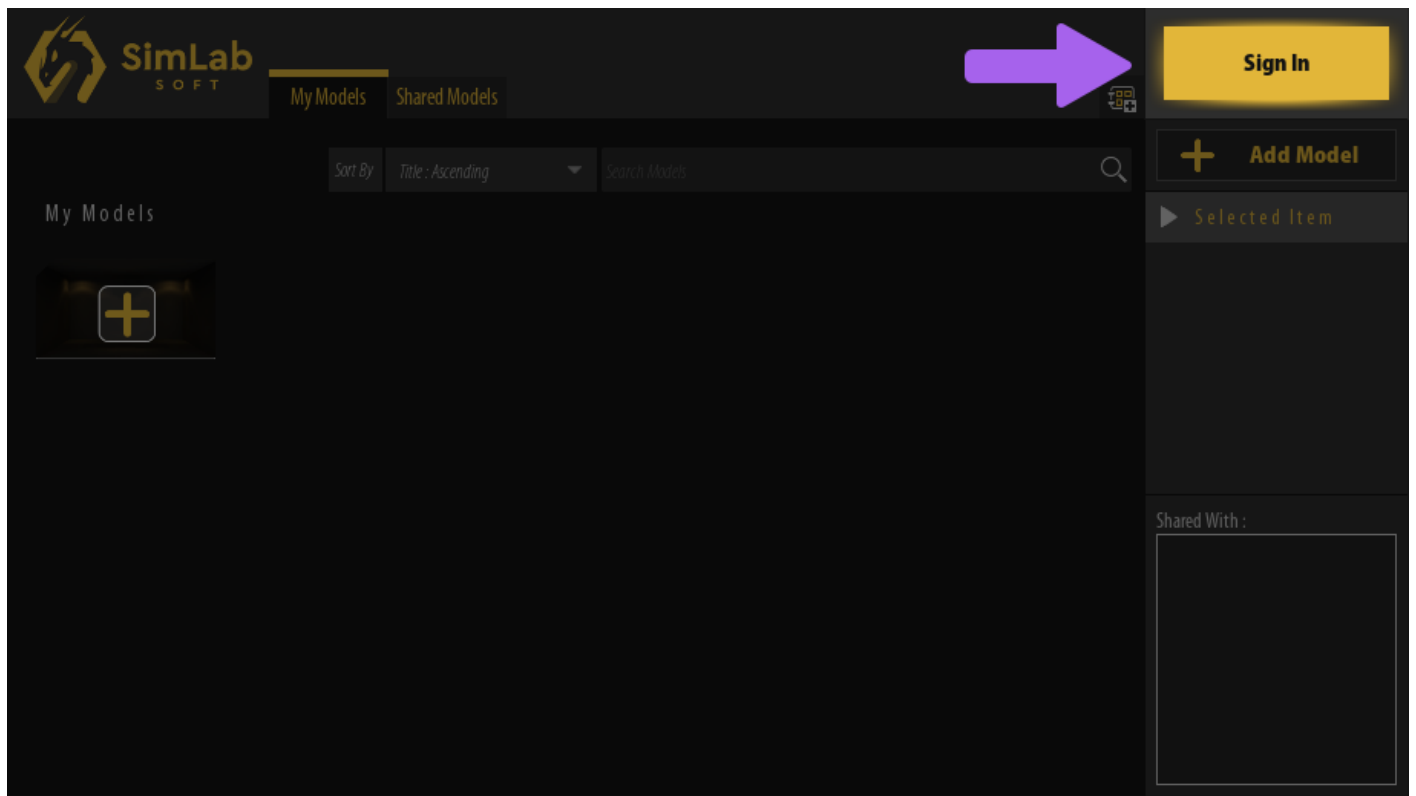 SimLab
SOFT
My Models
Shared Models
Sign In
Add Model
Sort By
Title : Ascending
Search Models
My Models
Selected Item
Shared With :